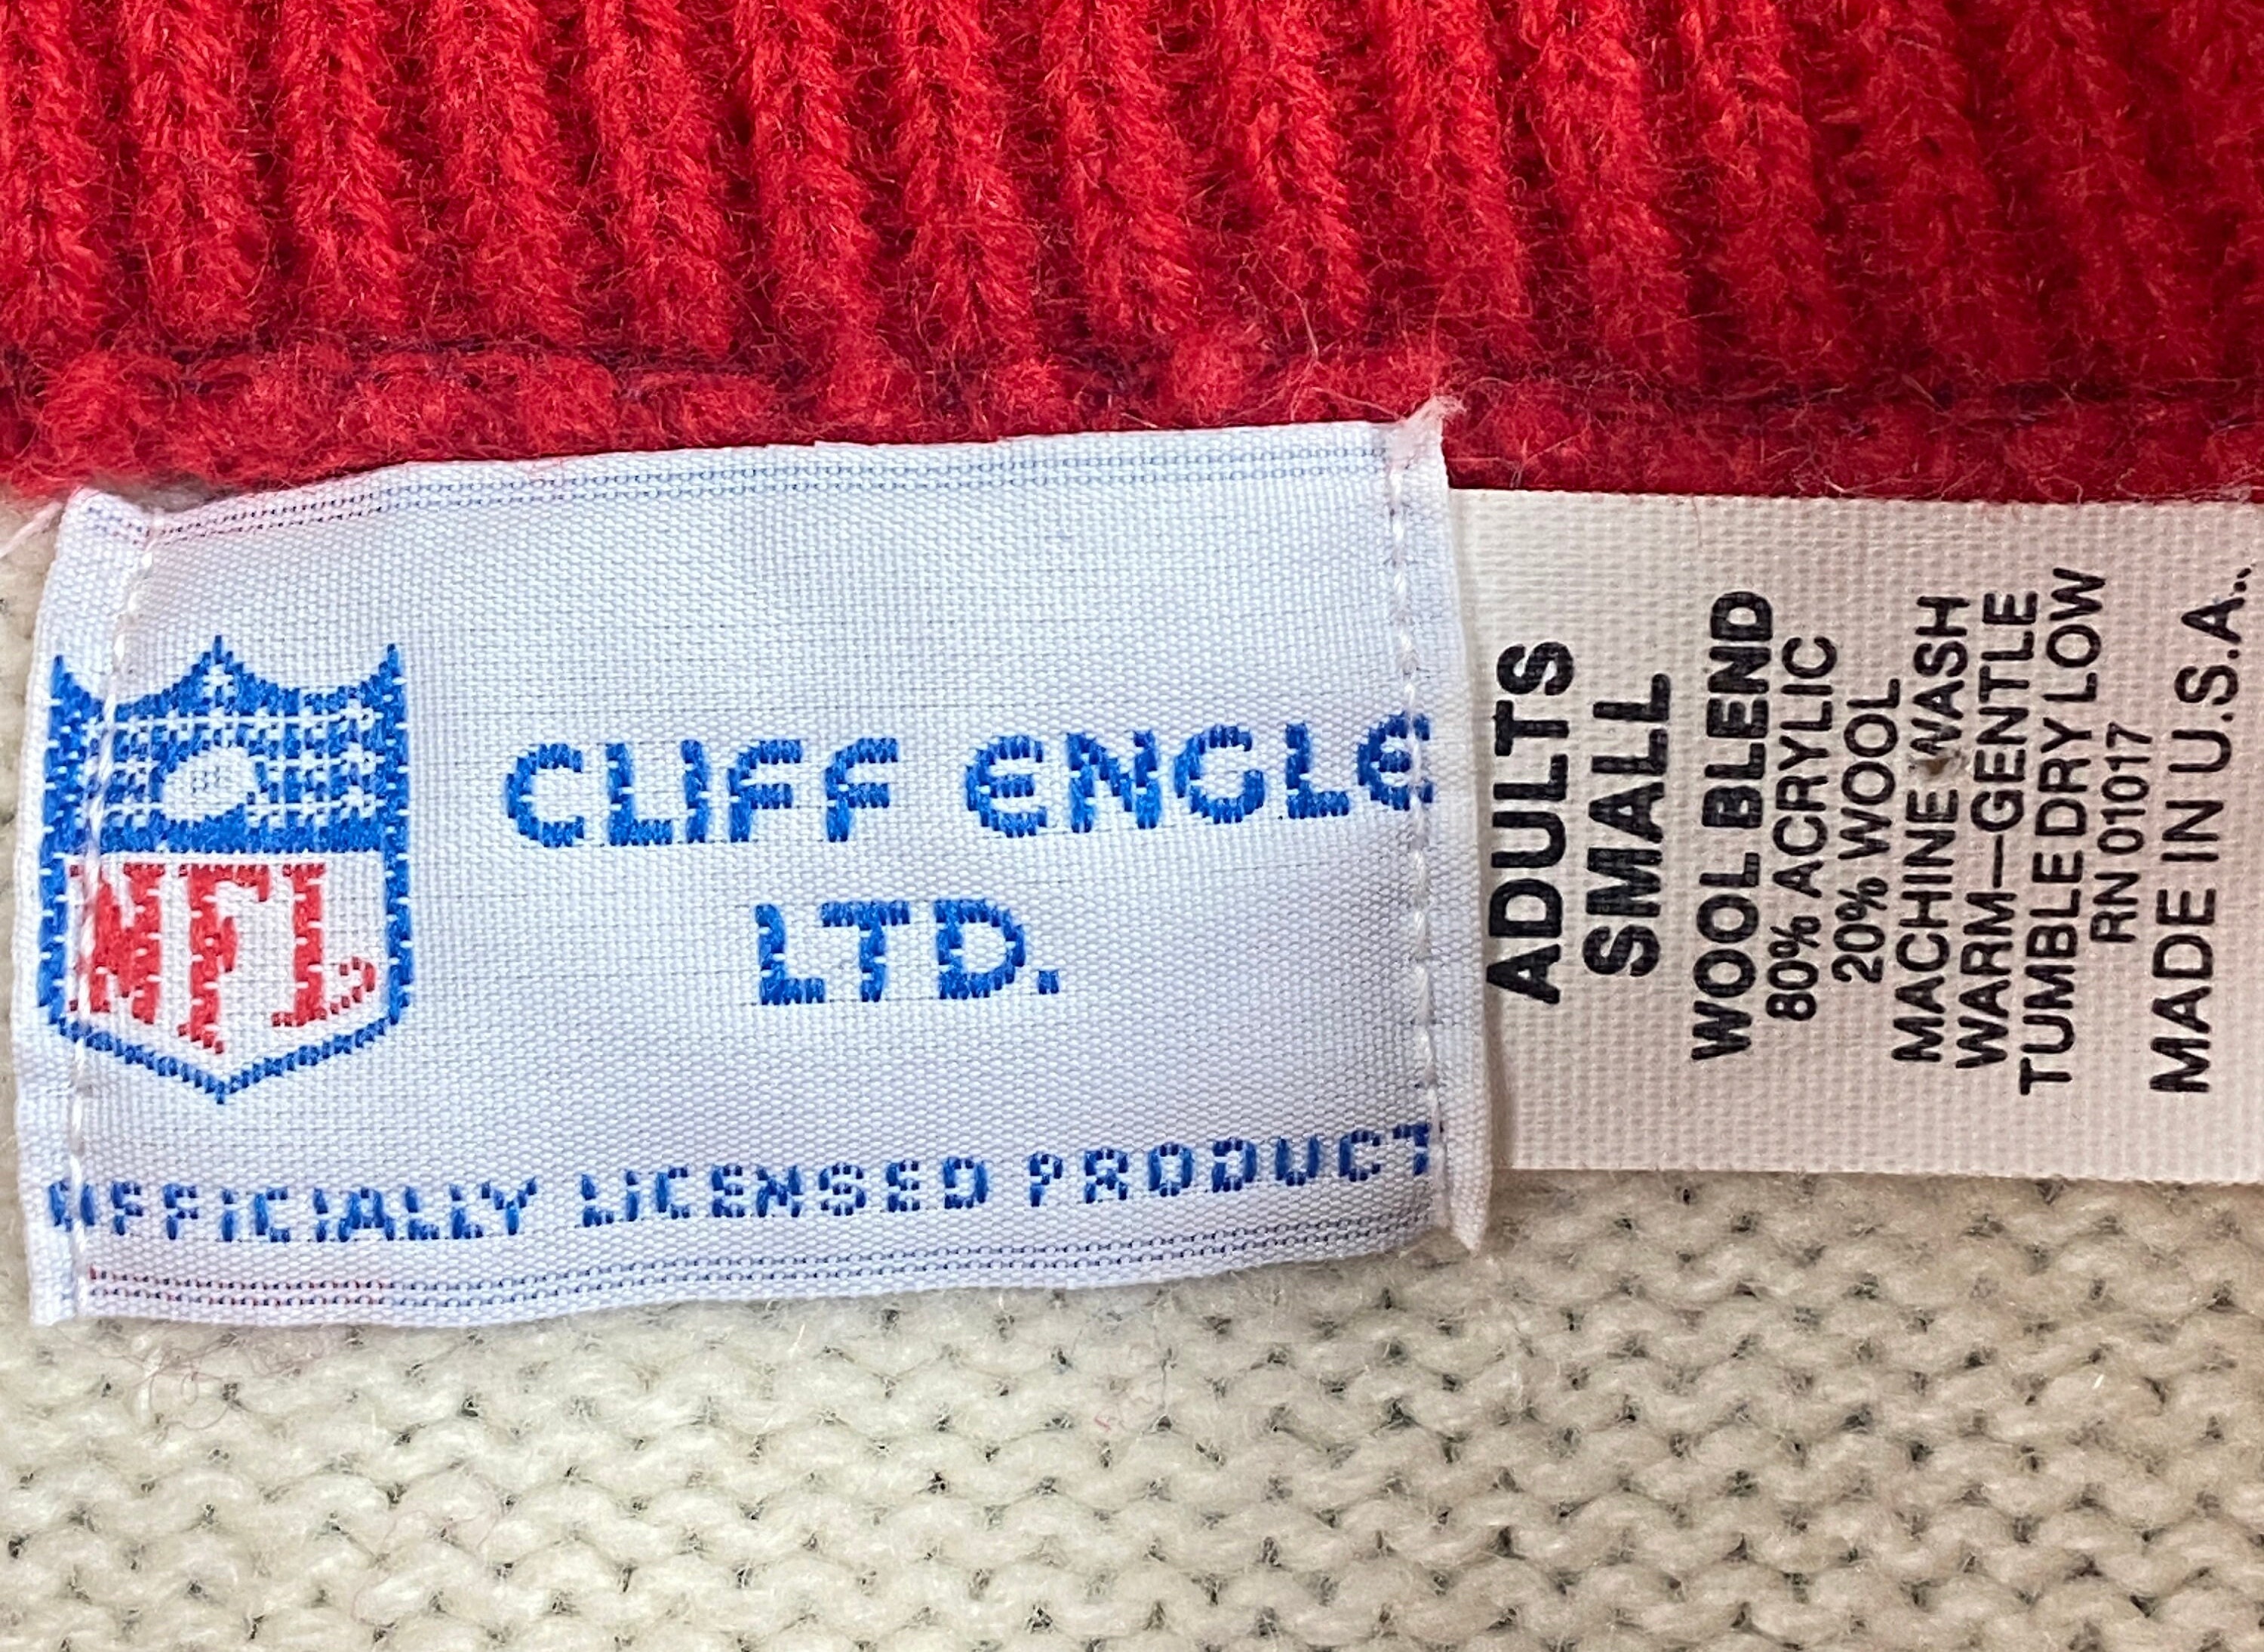 NFL
CLIFF ENGLE
LTD.
OFFICIALLY LICENSED PRODUCT
ADULTS
SMALL
WOOL BLEND
80% ACRYLIC
20% WOOL
MACHINE WASH
WARM—GENTLE
TUMBLE DRY LOW
RN 01017
MADE IN U.S.A.